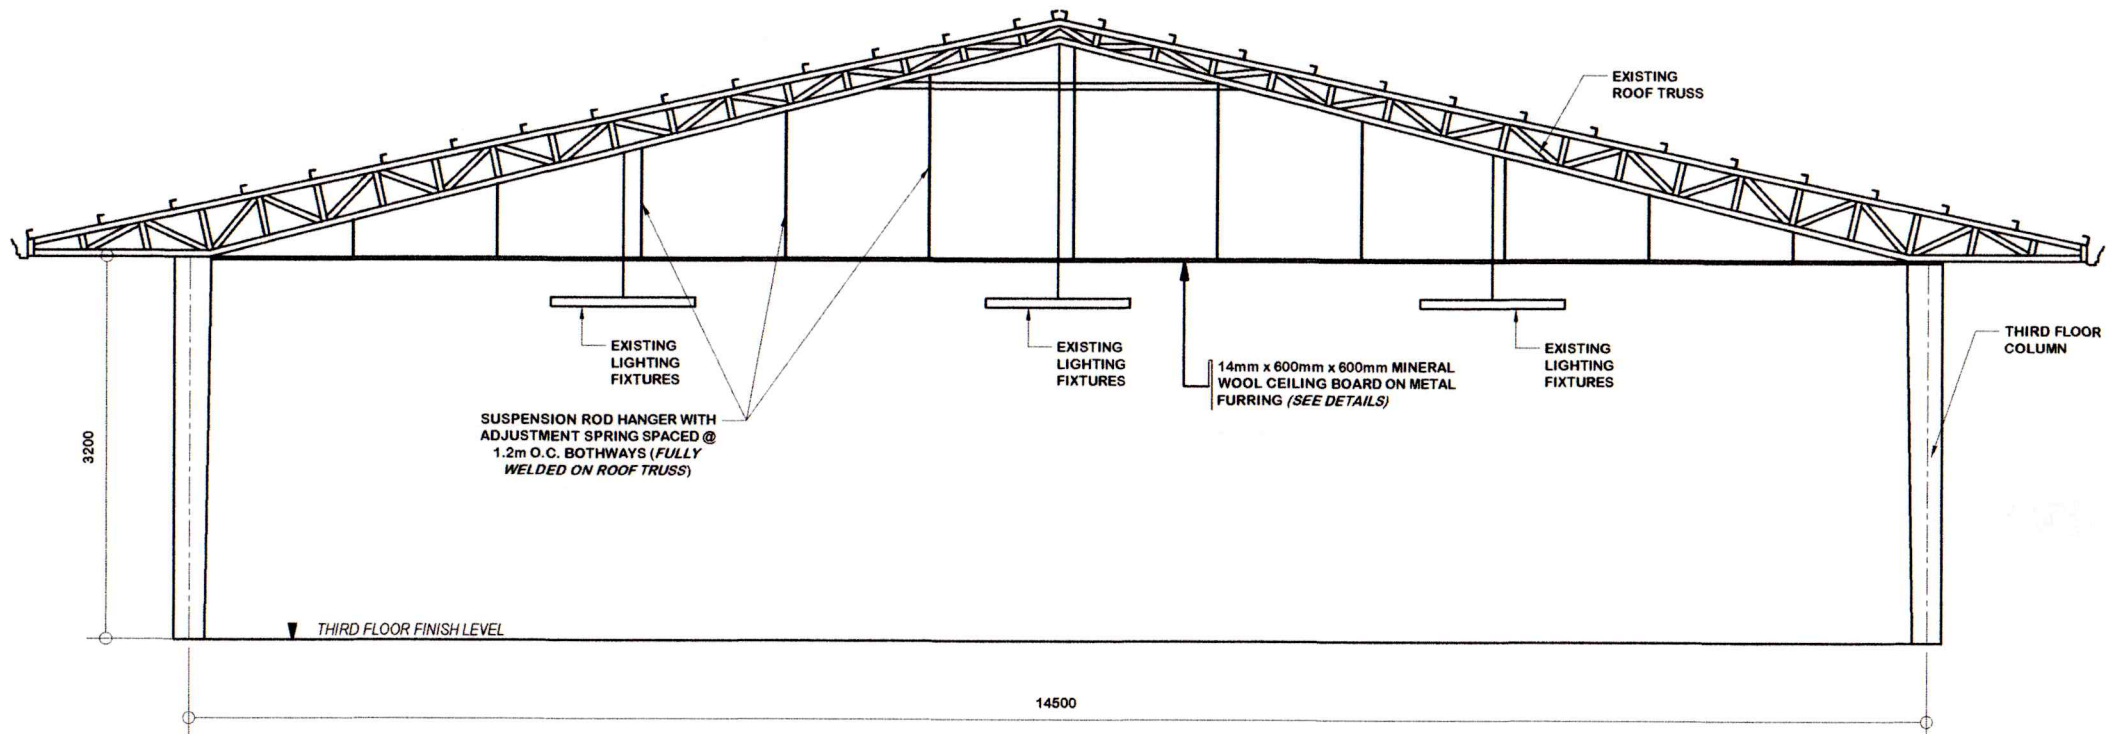 EXISTING
ROOF TRUSS
EXISTING
LIGHTING
FIXTURES
EXISTING
LIGHTING
FIXTURES
EXISTING
LIGHTING
FIXTURES
THIRD FLOOR
COLUMN
14mm x 600mm x 600mm MINERAL
WOOL CEILING BOARD ON METAL
FURRING (SEE DETAILS)
SUSPENSION ROD HANGER WITH
ADJUSTMENT SPRING SPACED @
1.2m O.C. BOTHWAYS (FULLY
WELDED ON ROOF TRUSS)
3200
THIRD FLOOR FINISH LEVEL
14500